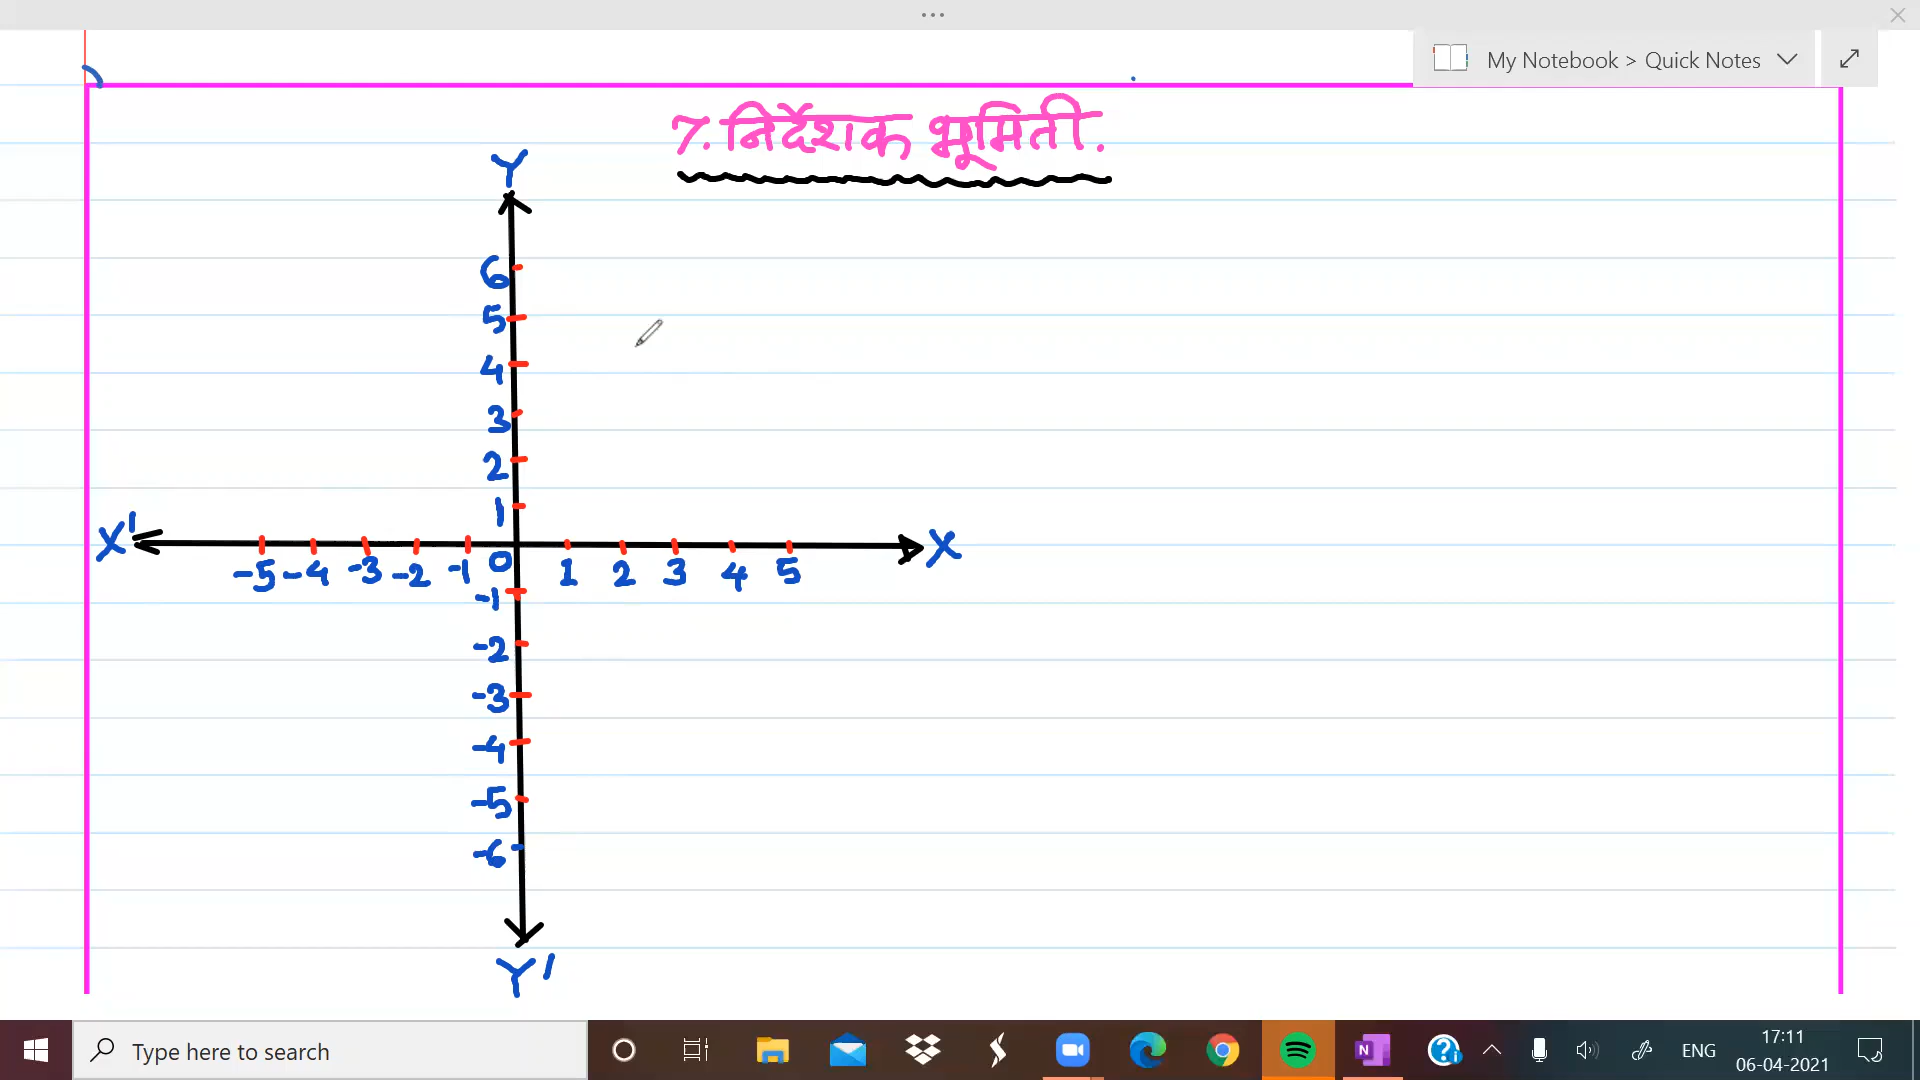 My Notebook > Quick Notes
7. निर्देशक भूमिती.
Y
6
5
4
3
2
1
X' X
-5 -4 -3 -2 -1 0 1 2 3 4 5
-1
-2
-3
-4
-5
-6
Y'
Type here to search
ENG
17:11
06-04-2021